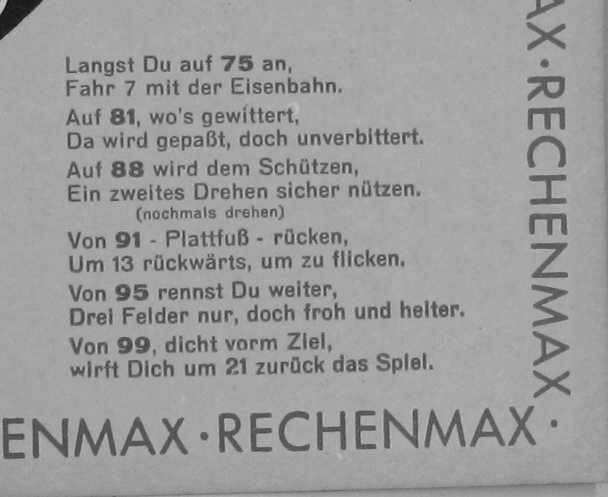 Langst Du auf 75 an,
Fahr 7 mit der Eisenbahn.
Auf 81, wo's gewittert,
Da wird gepaßt, doch unverbittert.
Auf 88 wird dem Schützen,
Ein zweites Drehen sicher nützen.
(nochmals drehen)
Von 91 - Plattfuß - rücken,
Um 13 rückwärts, um zu flicken.
Von 95 rennst Du weiter,
Drei Felder nur, doch froh und heiter.
Von 99, dicht vorm Ziel,
wirft Dich um 21 zurück das Spiel.
AX·RECHENMAX
ENMAX·RECHENMAX·